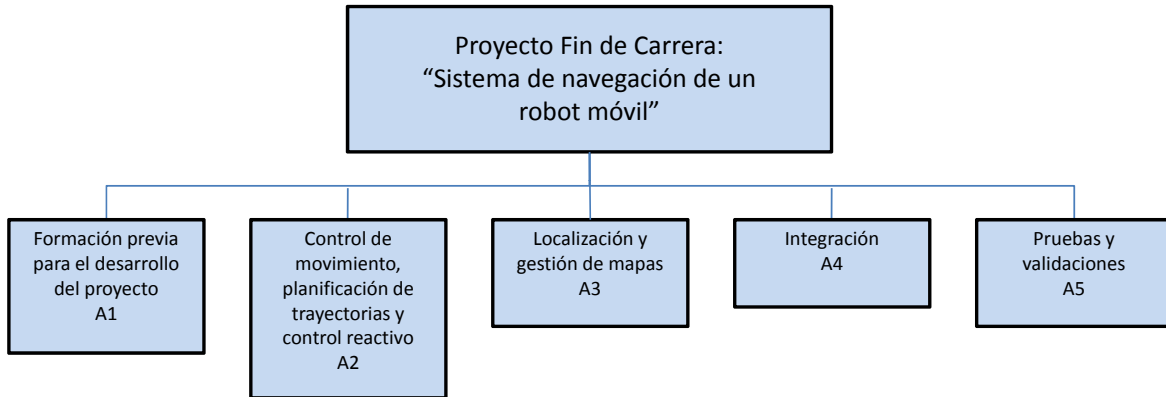 Proyecto Fin de Carrera:
“Sistema de navegación de un
robot móvil”
Formación previa
para el desarrollo
del proyecto
A1
Control de
movimiento,
planificación de
trayectorias y
control reactivo
A2
Localización y
gestión de mapas
A3
Integración
A4
Pruebas y
validaciones
A5